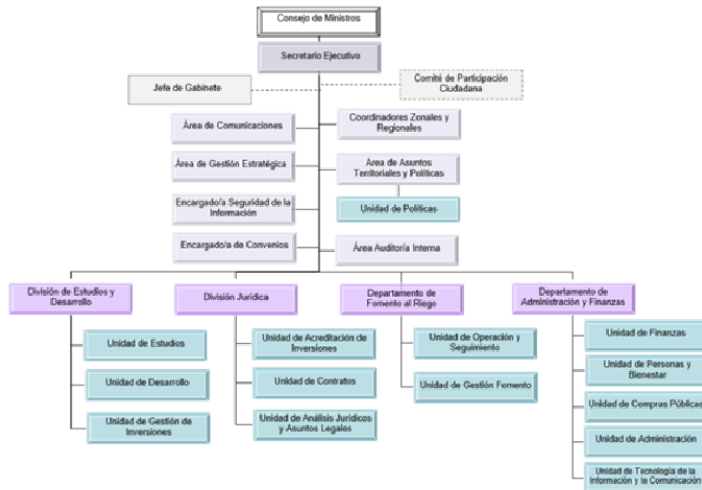 Consejo de Ministros
Secretario Ejecutivo
Jefe de Gabinete
Comité de Participación
Ciudadana
Área de Comunicaciones
Coordinadores Zonales y
Regionales
Área de Gestión Estratégica
Área de Asuntos
Territoriales y Políticas
Encargado/a Seguridad de la
Información
Unidad de Políticas
Encargado/a de Convenios
Área Auditoría Interna
División de Estudios y
Desarrollo
División Jurídica
Departamento de
Fomento al Riego
Departamento de
Administración y Finanzas
Unidad de Estudios
Unidad de Desarrollo
Unidad de Gestión de
Inversiones
Unidad de Acreditación de
Inversiones
Unidad de Contratos
Unidad de Análisis Jurídicos
y Asuntos Legales
Unidad de Operación y
Seguimiento
Unidad de Gestión Fomento
Unidad de Finanzas
Unidad de Personas y
Bienestar
Unidad de Compras Públicas
Unidad de Administración
Unidad de Tecnología de la
Información y la Comunicación